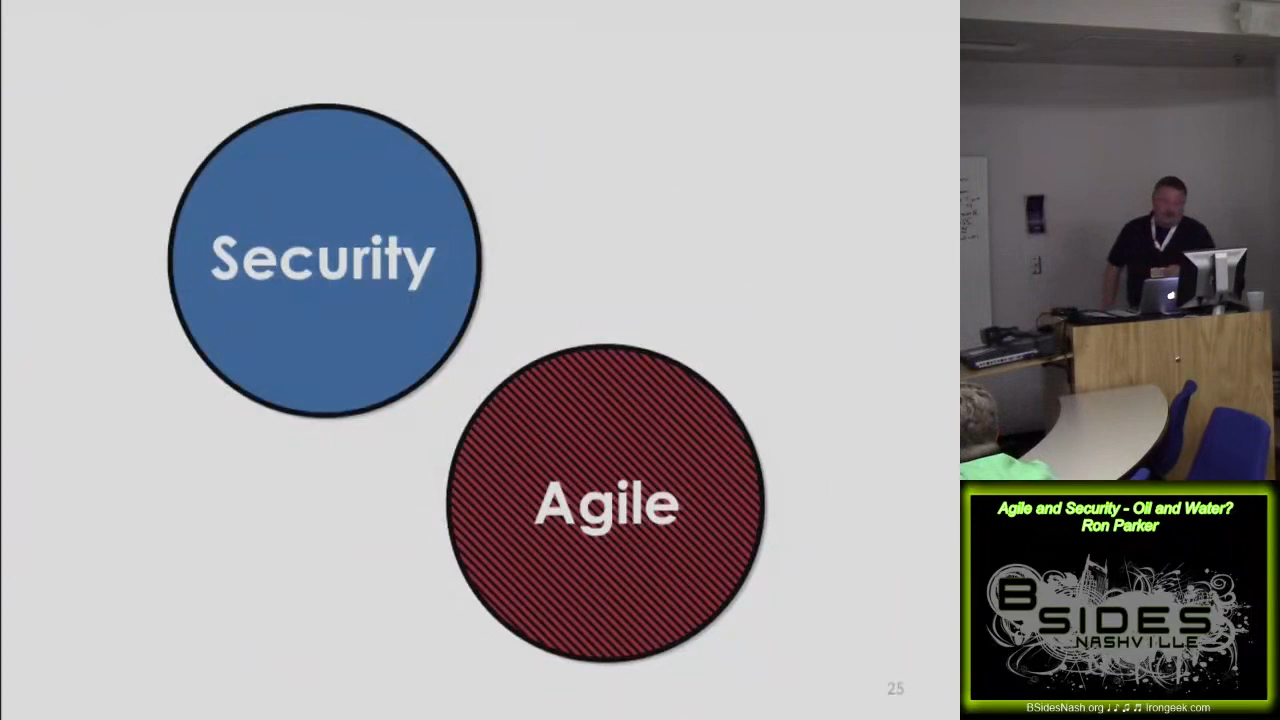 Security
Agile
25
Agile and Security - Oil and Water?
Ron Parker
BSIDES
NASHVILLE
BSidesNash.org ♩♪♫♬ Irongeek.com